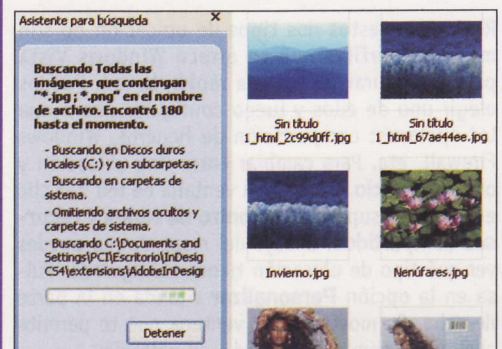 Asistente para búsqueda
Buscando Todas las
imágenes que contengan
"*.jpg ; *.png" en el nombre
de archivo. Encontró 180
hasta el momento.
- Buscando en Discos duros
locales (C:) y en subcarpetas.
- Buscando en carpetas de
sistema.
- Omitiendo archivos ocultos y
carpetas de sistema.
- Buscando C:\Documents and
Settings\PCI\Escritorio\InDesig
CS4\extensions\AdobeInDesigr
Detener
Sin título
1_html_2c99d0ff.jpg
Sin título
1_html_67ae44ee.jpg
Invierno.jpg
Nenúfares.jpg